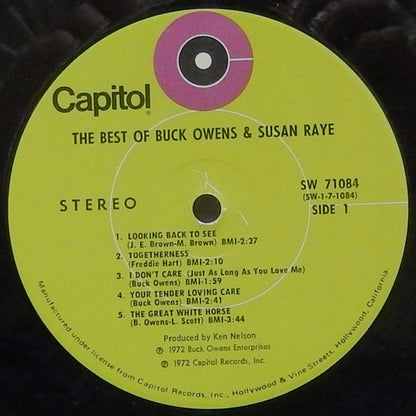 Capitol®
THE BEST OF BUCK OWENS & SUSAN RAYE
STEREO
SW 71084
(SW-1-7-1084)
SIDE 1
1. LOOKING BACK TO SEE
(J. E. Brown-M. Brown) BMI-2:27
2. TOGETHERNESS
(Freddie Hart) BMI-2:10
3. I DON'T CARE (Just As Long As You Love Me)
(Buck Owens) BMI-1:59
4. YOUR TENDER LOVING CARE
(Buck Owens) BMI-2:41
5. THE GREAT WHITE HORSE
(B. Owens-L. Scott) BMI-3:44
Produced by Ken Nelson
Ⓟ 1972 Buck Owens Enterprises
Ⓟ 1972 Capitol Records, Inc.
Manufactured under license from Capitol Records, Inc., Hollywood & Vine Streets, Hollywood, California.